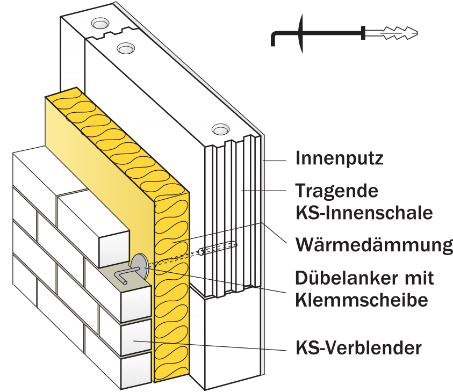 Innenputz
Tragende
KS-Innenschale
Wärmedämmung
Dübelanker mit
Klemmscheibe
KS-Verblender